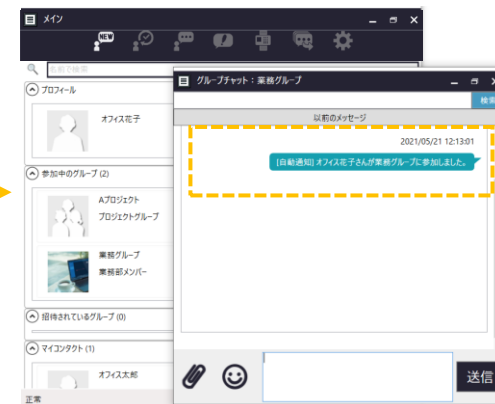 メイン
NEW
名前で検索
プロフィール
オフィス花子
参加中のグループ (2)
Aプロジェクト
プロジェクトグループ
業務グループ
業務部メンバー
招待されているグループ (0)
マイコンタクト (1)
オフィス太郎
正常
グループチャット：業務グループ
検索
以前のメッセージ
2021/05/21 12:13:01
[自動通知] オフィス花子さんが業務グループに参加しました。
送信